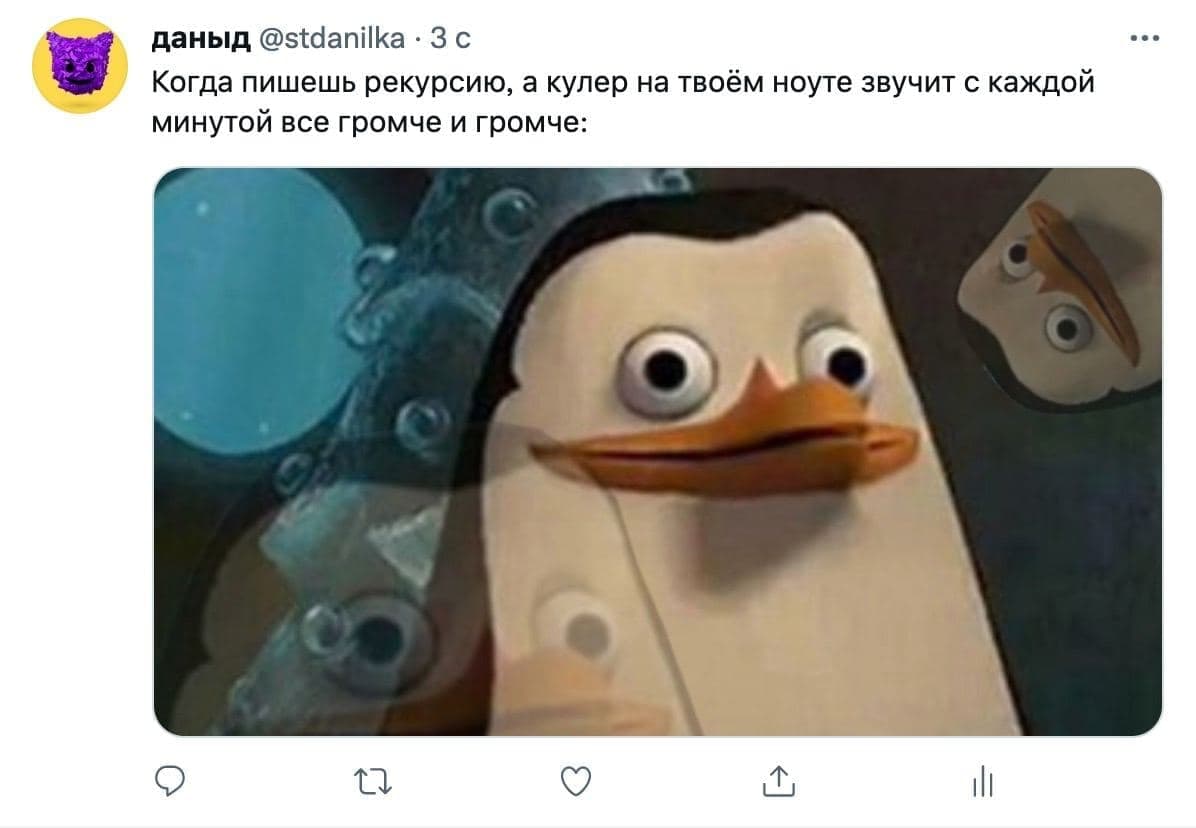 даныд @stdanilka · 3 с
Когда пишешь рекурсию, а кулер на твоём ноуте звучит с каждой
минутой все громче и громче: